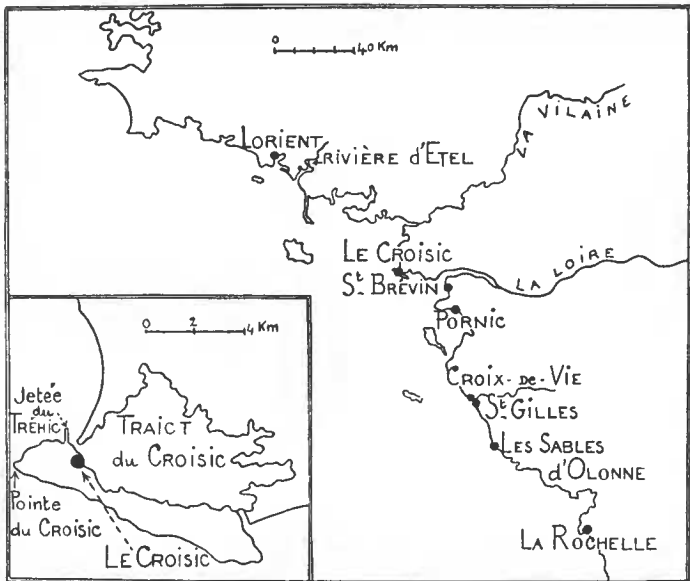 0 40 Km
LA VILAINE
LORIENT
RIVIÈRE d'ETEL
LE CROISIC
St BREVIN
LA LOIRE
PORNIC
CROIX-DE-VIE
St GILLES
LES SABLES
d'OLONNE
LA ROCHELLE
0 2 4 Km
Jetée
du
TRÉHIC
TRAICT
du CROISIC
Pointe
du CROISIC
LE CROISIC